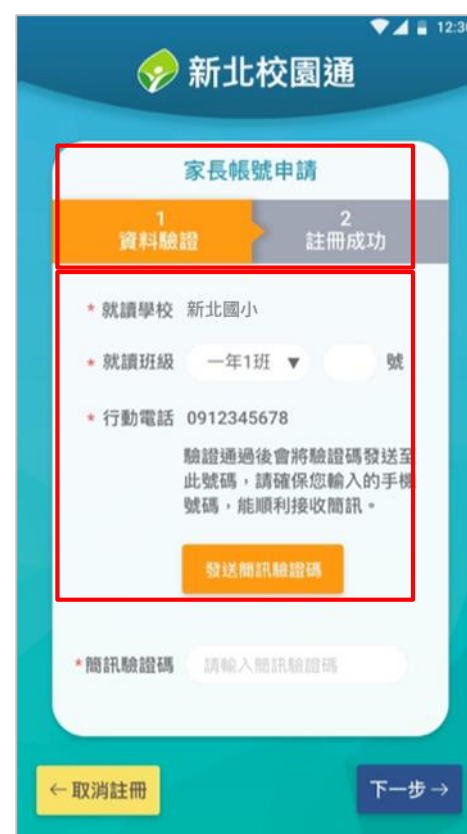 12:30
新北校園通
家長帳號申請
1
資料驗證
2
註冊成功
* 就讀學校 新北國小
* 就讀班級 一年1班 ▼ 號
* 行動電話 0912345678
驗證通過後會將驗證碼發送至
此號碼，請確保您輸入的手機
號碼，能順利接收簡訊。
發送簡訊驗證碼
*簡訊驗證碼 請輸入簡訊驗證碼
←取消註冊
下一步→